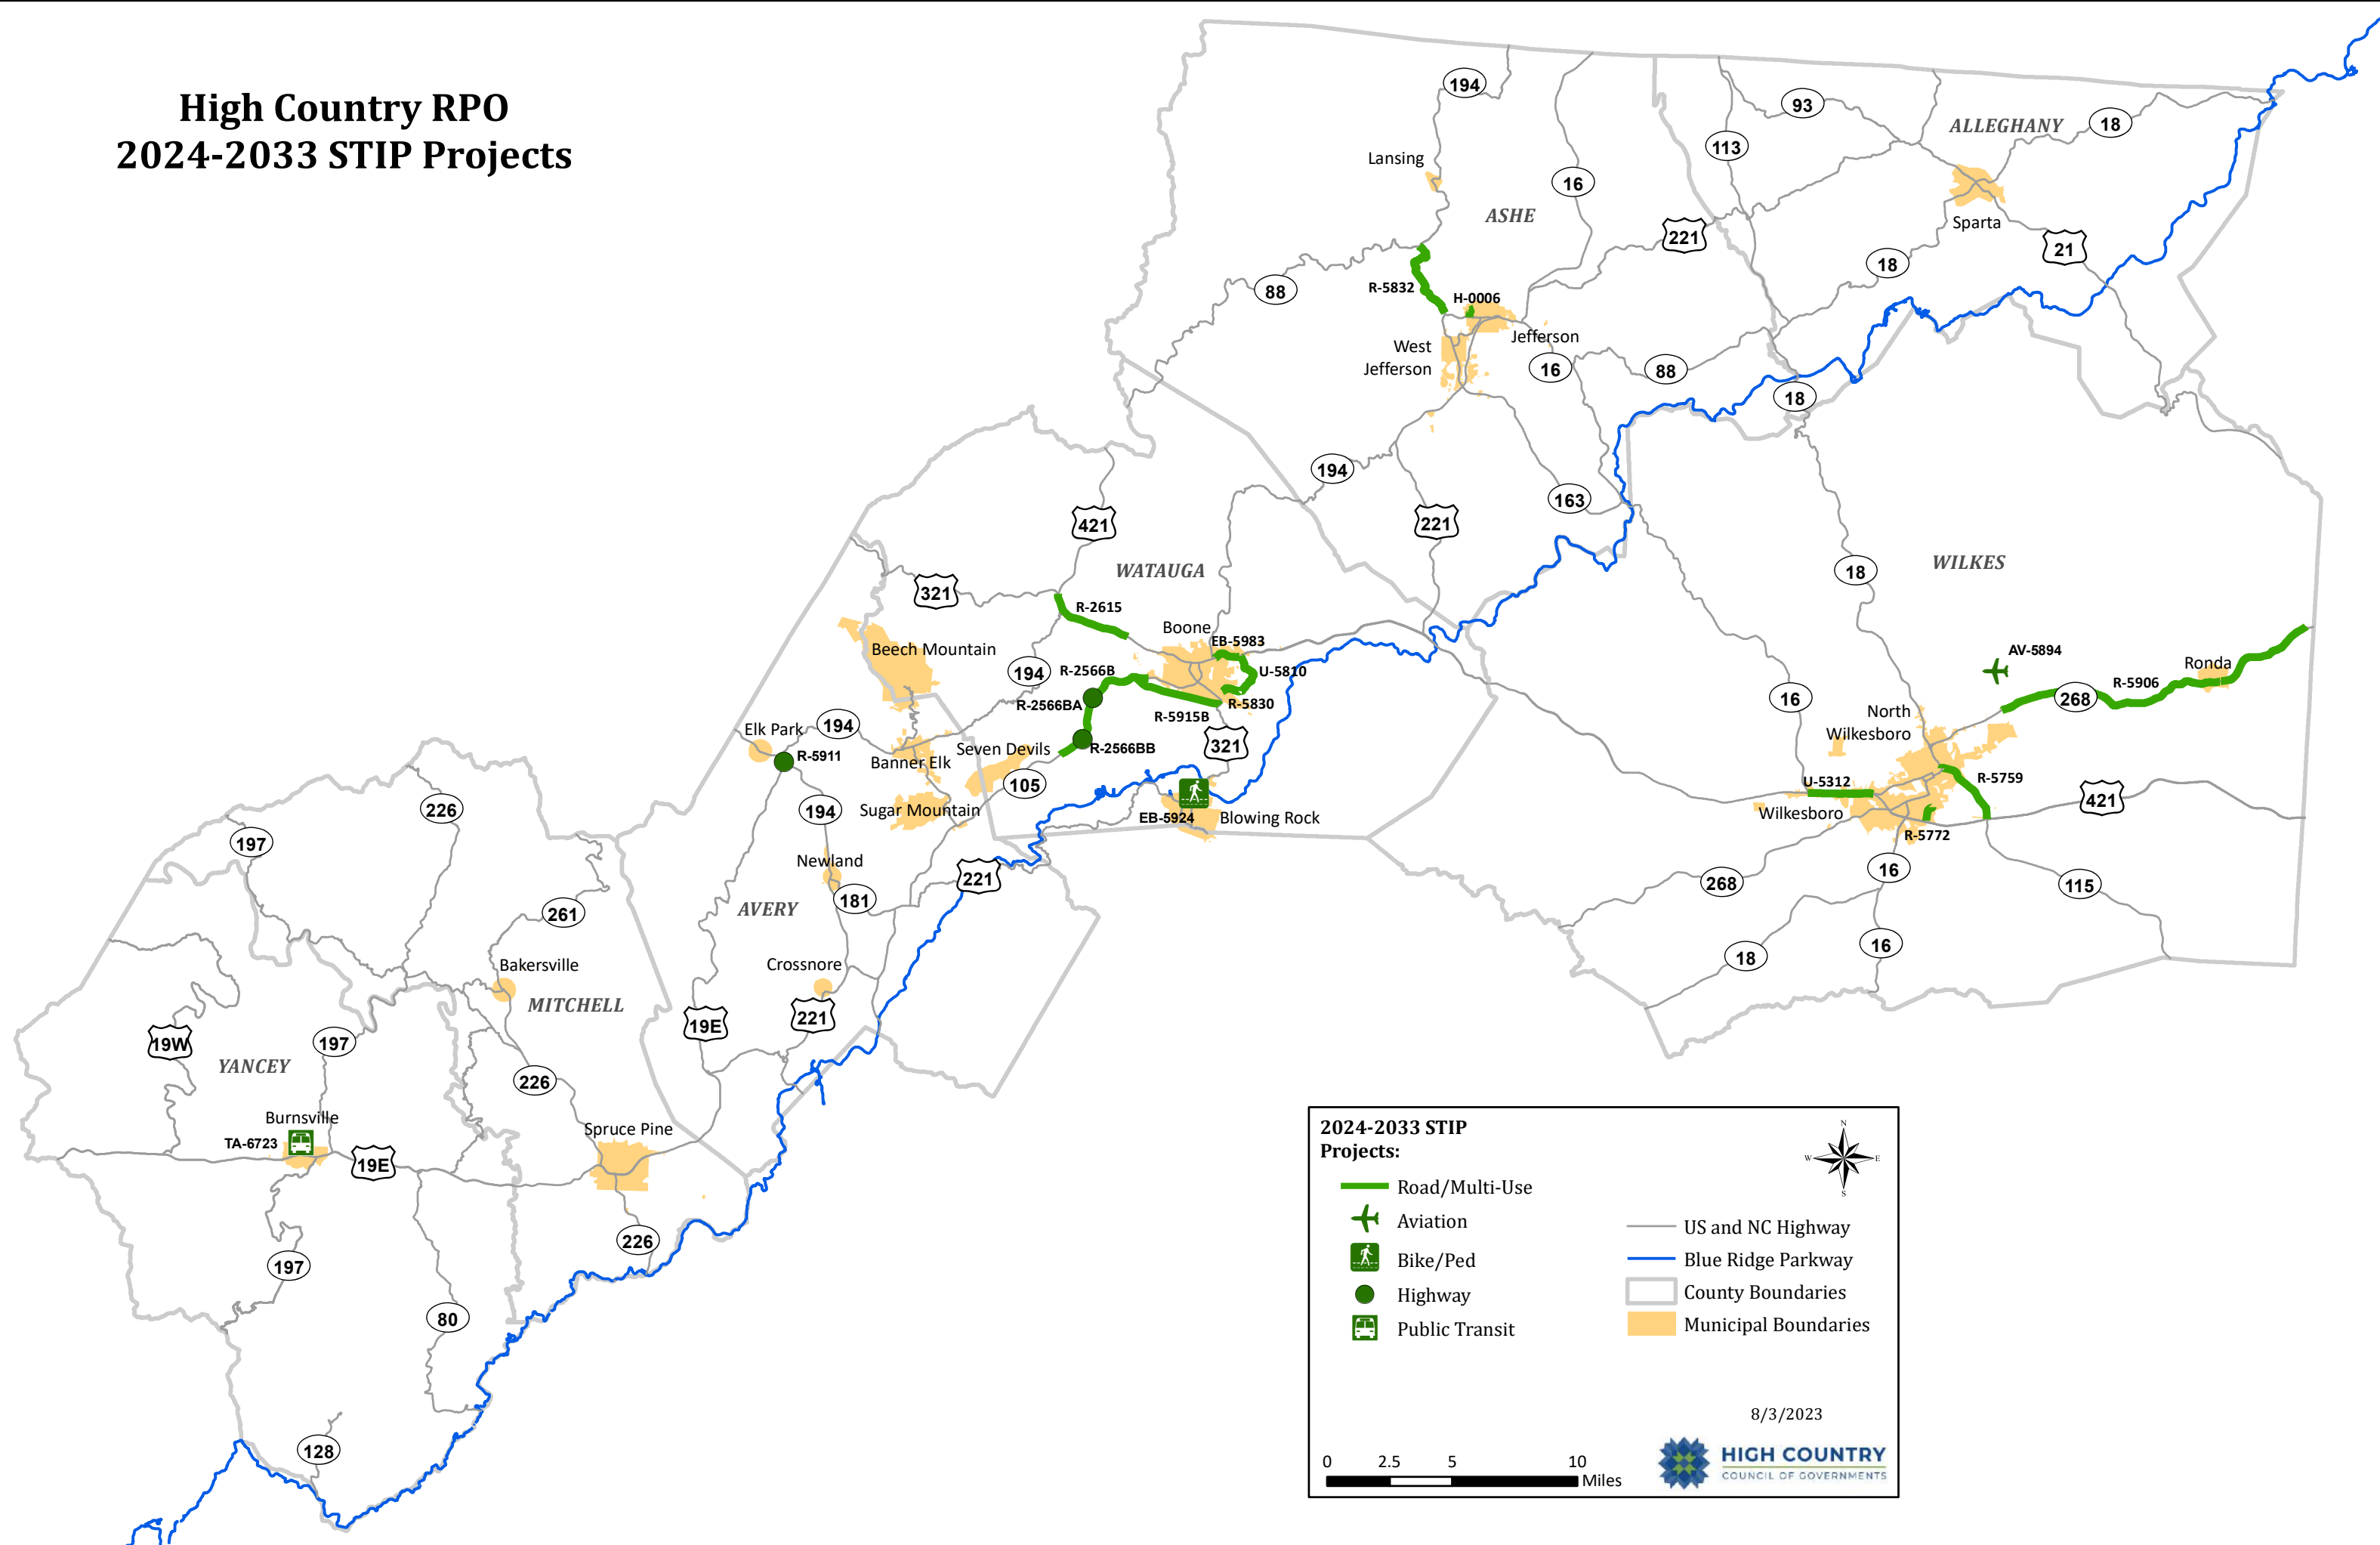 High Country RPO
2024-2033 STIP Projects
194
93
18
ALLEGHANY
113
Lansing
16
ASHE
221
Sparta
21
18
88
R-5832
H-0006
Jefferson
West
Jefferson
16
88
18
194
163
221
421
WATAUGA
WILKES
18
321
R-2615
Boone
EB-5983
Beech Mountain
194
R-2566B
U-5810
R-2566BA
R-5830
R-5915B
AV-5894
Ronda
R-5906
268
16
North
Wilkesboro
Elk Park
194
R-5911
Banner Elk
Seven Devils
R-2566BB
321
105
Sugar Mountain
194
EB-5924
Blowing Rock
U-5312
R-5759
421
Wilkesboro
R-5772
226
197
Newland
221
181
AVERY
16
268
115
261
Bakersville
Crossnore
16
18
MITCHELL
19E
221
19W
197
YANCEY
226
Burnsville
TA-6723
Spruce Pine
19E
226
197
80
128
2024-2033 STIP
Projects:
N
W
E
S
Road/Multi-Use
Aviation
Bike/Ped
Highway
Public Transit
US and NC Highway
Blue Ridge Parkway
County Boundaries
Municipal Boundaries
8/3/2023
0 2.5 5 10
Miles
HIGH COUNTRY
COUNCIL OF GOVERNMENTS